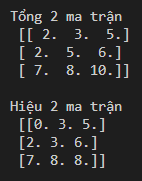 Tổng 2 ma trận
[[ 2.  3.  5.]
[ 2.  5.  6.]
[ 7.  8. 10.]]
Hiệu 2 ma trận
[[0. 3. 5.]
[2. 3. 6.]
[7. 8. 8.]]